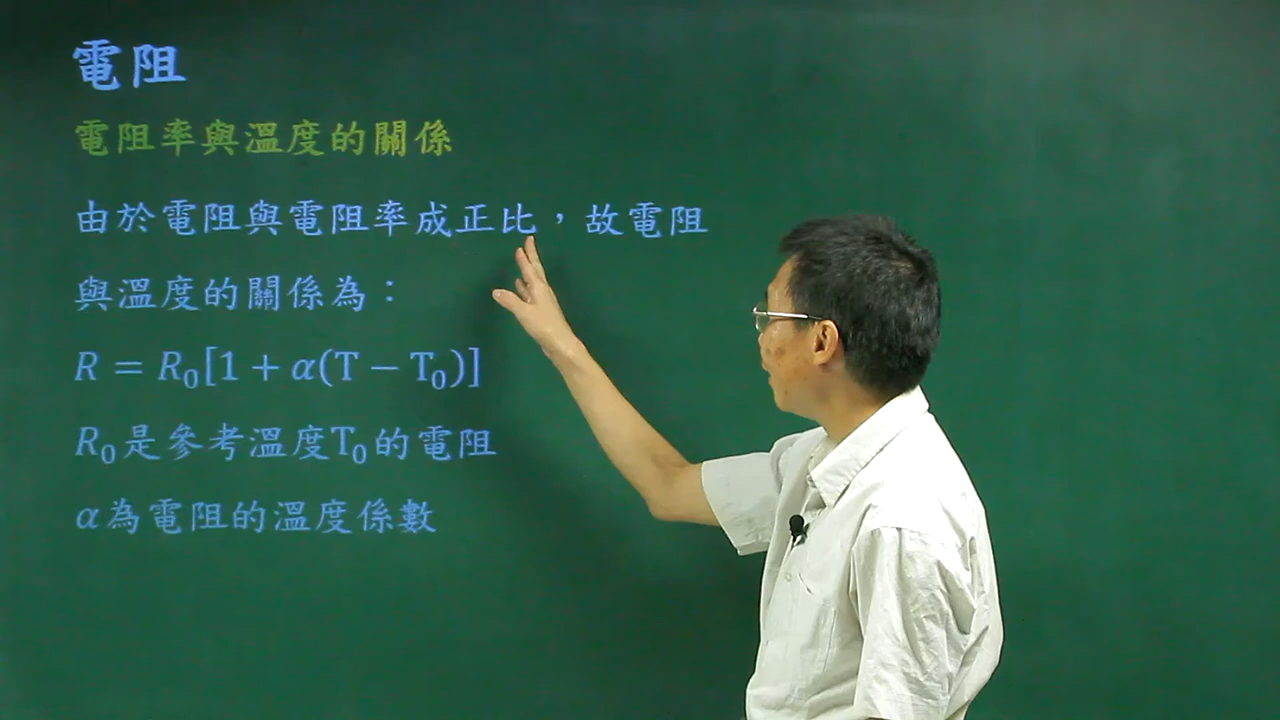 電阻
電阻率與溫度的關係
由於電阻與電阻率成正比，故電阻
與溫度的關係為：
R = R₀[1 + α(T − T₀)]
R₀是參考溫度T₀的電阻
α為電阻的溫度係數